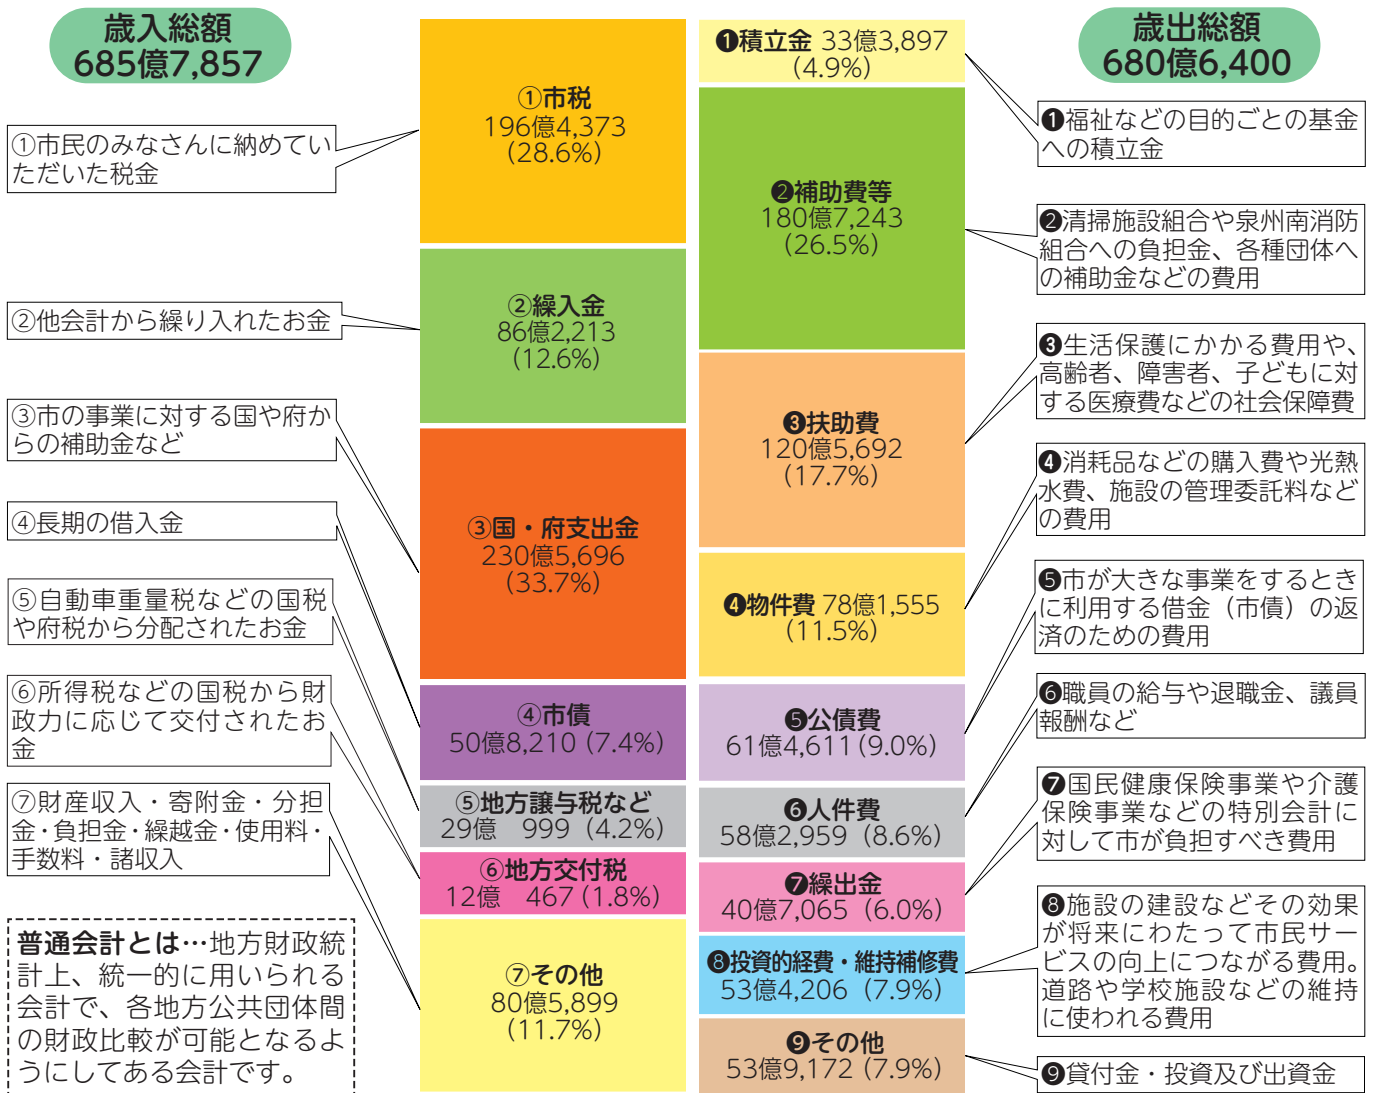 歳入総額
685億7,857
①市民のみなさんに納めてい
ただいた税金
②他会計から繰り入れたお金
③市の事業に対する国や府か
らの補助金など
④長期の借入金
⑤自動車重量税などの国税
や府税から分配されたお金
⑥所得税などの国税から財
政力に応じて交付されたお
金
⑦財産収入・寄附金・分担
金・負担金・繰越金・使用料・
手数料・諸収入
普通会計とは…地方財政統
計上、統一的に用いられる
会計で、各地方公共団体間
の財政比較が可能となるよ
うにしてある会計です。
①市税
196億4,373
(28.6%)
②繰入金
86億2,213
(12.6%)
③国・府支出金
230億5,696
(33.7%)
④市債
50億8,210 (7.4%)
⑤地方譲与税など
29億　999 (4.2%)
⑥地方交付税
12億　467 (1.8%)
⑦その他
80億5,899
(11.7%)
❶積立金 33億3,897
(4.9%)
❷補助費等
180億7,243
(26.5%)
❸扶助費
120億5,692
(17.7%)
❹物件費 78億1,555
(11.5%)
❺公債費
61億4,611 (9.0%)
❻人件費
58億2,959 (8.6%)
❼繰出金
40億7,065 (6.0%)
❽投資的経費・維持補修費
53億4,206 (7.9%)
❾その他
53億9,172 (7.9%)
歳出総額
680億6,400
❶福祉などの目的ごとの基金
への積立金
❷清掃施設組合や泉州南消防
組合への負担金、各種団体へ
の補助金などの費用
❸生活保護にかかる費用や、
高齢者、障害者、子どもに対
する医療費などの社会保障費
❹消耗品などの購入費や光熱
水費、施設の管理委託料など
の費用
❺市が大きな事業をするとき
に利用する借金（市債）の返
済のための費用
❻職員の給与や退職金、議員
報酬など
❼国民健康保険事業や介護
保険事業などの特別会計に
対して市が負担すべき費用
❽施設の建設などその効果
が将来にわたって市民サー
ビスの向上につながる費用。
道路や学校施設などの維持
に使われる費用
❾貸付金・投資及び出資金